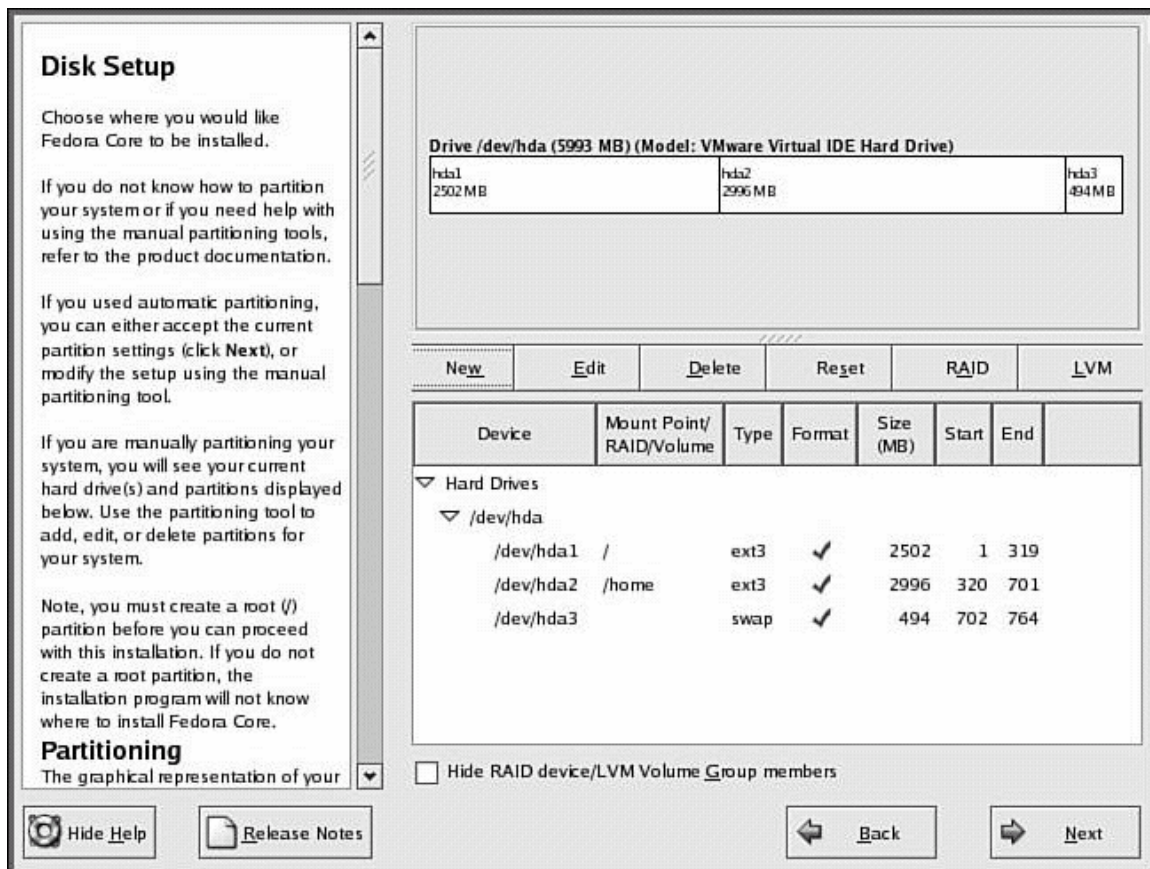 Disk Setup
Choose where you would like
Fedora Core to be installed.
If you do not know how to partition
your system or if you need help with
using the manual partitioning tools,
refer to the product documentation.
If you used automatic partitioning,
you can either accept the current
partition settings (click Next), or
modify the setup using the manual
partitioning tool.
If you are manually partitioning your
system, you will see your current
hard drive(s) and partitions displayed
below. Use the partitioning tool to
add, edit, or delete partitions for
your system.
Note, you must create a root (/)
partition before you can proceed
with this installation. If you do not
create a root partition, the
installation program will not know
where to install Fedora Core.
Partitioning
The graphical representation of your
Drive /dev/hda (5993 MB) (Model: VMware Virtual IDE Hard Drive)
hda1 hda2 hda3
2502 MB 2996 MB 494 MB
New Edit Delete Reset RAID LVM
Device Mount Point/ RAID/Volume Type Format Size (MB) Start End
Hard Drives
/dev/hda
/dev/hda1 / ext3 2502 1 319
/dev/hda2 /home ext3 2996 320 701
/dev/hda3 swap 494 702 764
Hide RAID device/LVM Volume Group members
Hide Help Release Notes Back Next